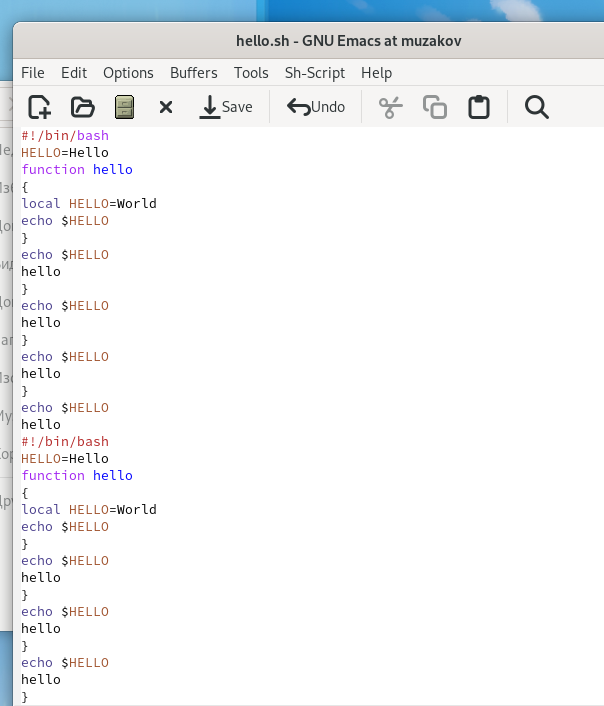 hello.sh - GNU Emacs at muzakov
File Edit Options Buffers Tools Sh-Script Help
Save Undo
#!/bin/bash
HELLO=Hello
function hello
{
local HELLO=World
echo $HELLO
}
echo $HELLO
hello
}
echo $HELLO
hello
}
echo $HELLO
hello
}
echo $HELLO
hello
#!/bin/bash
HELLO=Hello
function hello
{
local HELLO=World
echo $HELLO
}
echo $HELLO
hello
}
echo $HELLO
hello
}
echo $HELLO
hello
}